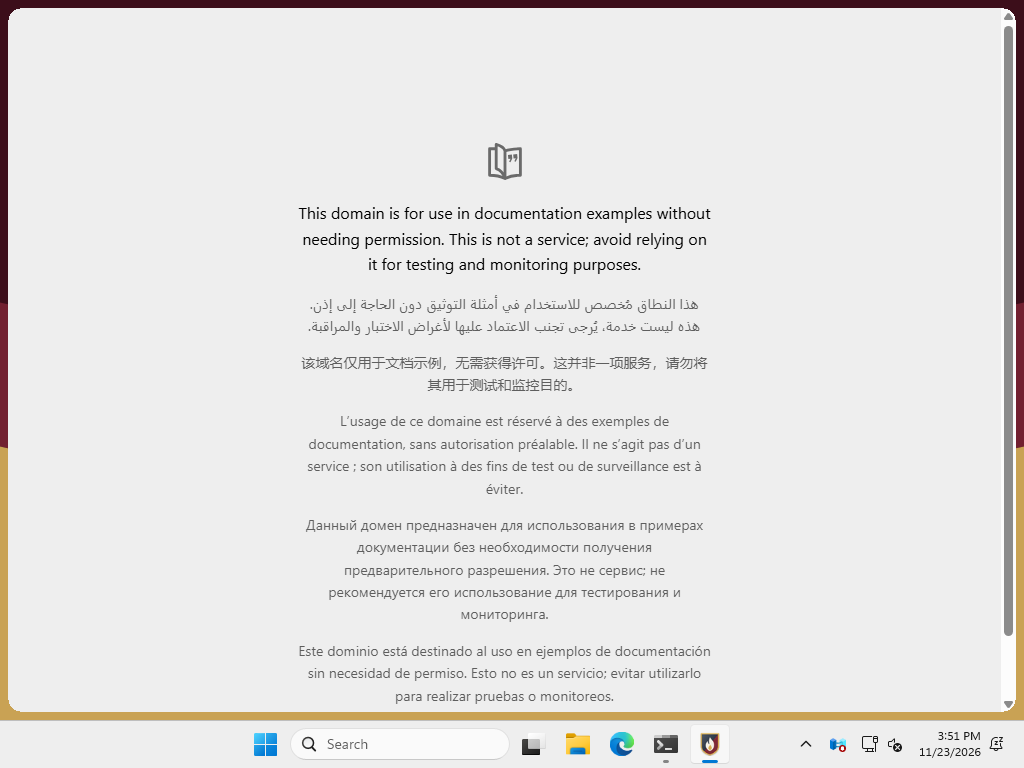 This domain is for use in documentation examples without
needing permission. This is not a service; avoid relying on
it for testing and monitoring purposes.
هذا النطاق مُخصص للاستخدام في أمثلة التوثيق دون الحاجة إلى إذن.
هذه ليست خدمة، يُرجى تجنب الاعتماد عليها لأغراض الاختبار والمراقبة.
该域名仅用于文档示例，无需获得许可。这并非一项服务，请勿将
其用于测试和监控目的。
L’usage de ce domaine est réservé à des exemples de
documentation, sans autorisation préalable. Il ne s’agit pas d’un
service ; son utilisation à des fins de test ou de surveillance est à
éviter.
Данный домен предназначен для использования в примерах
документации без необходимости получения
предварительного разрешения. Это не сервис; не
рекомендуется его использование для тестирования и
мониторинга.
Este dominio está destinado al uso en ejemplos de documentación
sin necesidad de permiso. Esto no es un servicio; evitar utilizarlo
para realizar pruebas o monitoreos.
Search
3:51 PM
11/23/2026